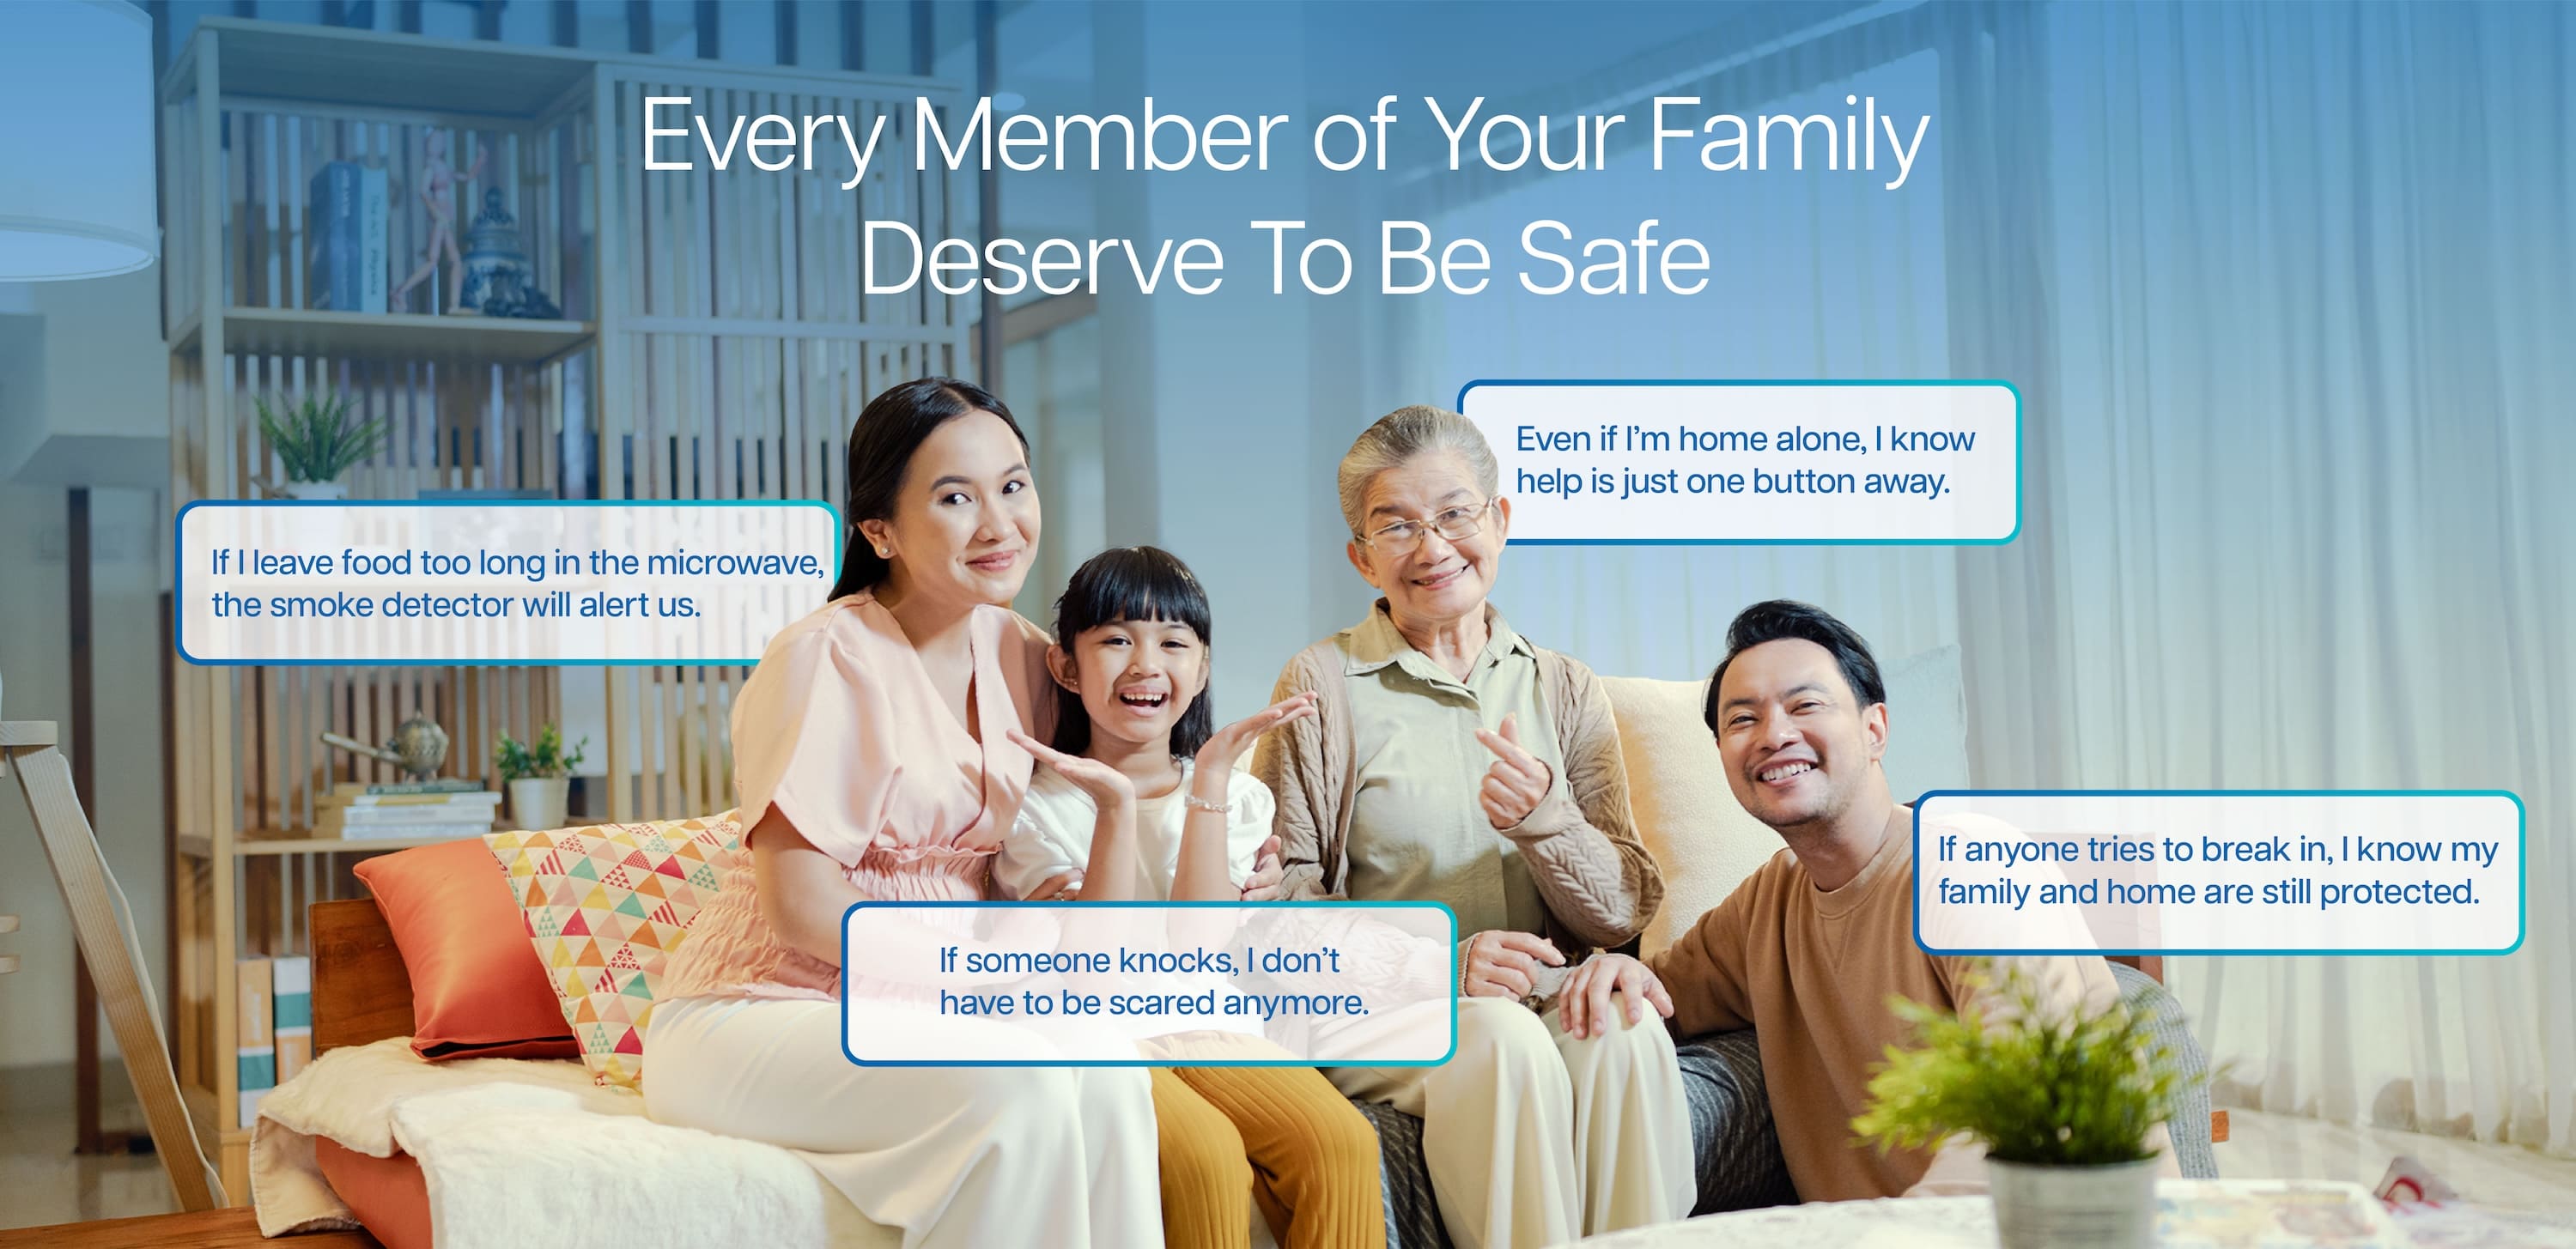 Every Member of Your Family
Deserve To Be Safe
Even if I’m home alone, I know
help is just one button away.
If I leave food too long in the microwave,
the smoke detector will alert us.
If anyone tries to break in, I know my
family and home are still protected.
If someone knocks, I don’t
have to be scared anymore.